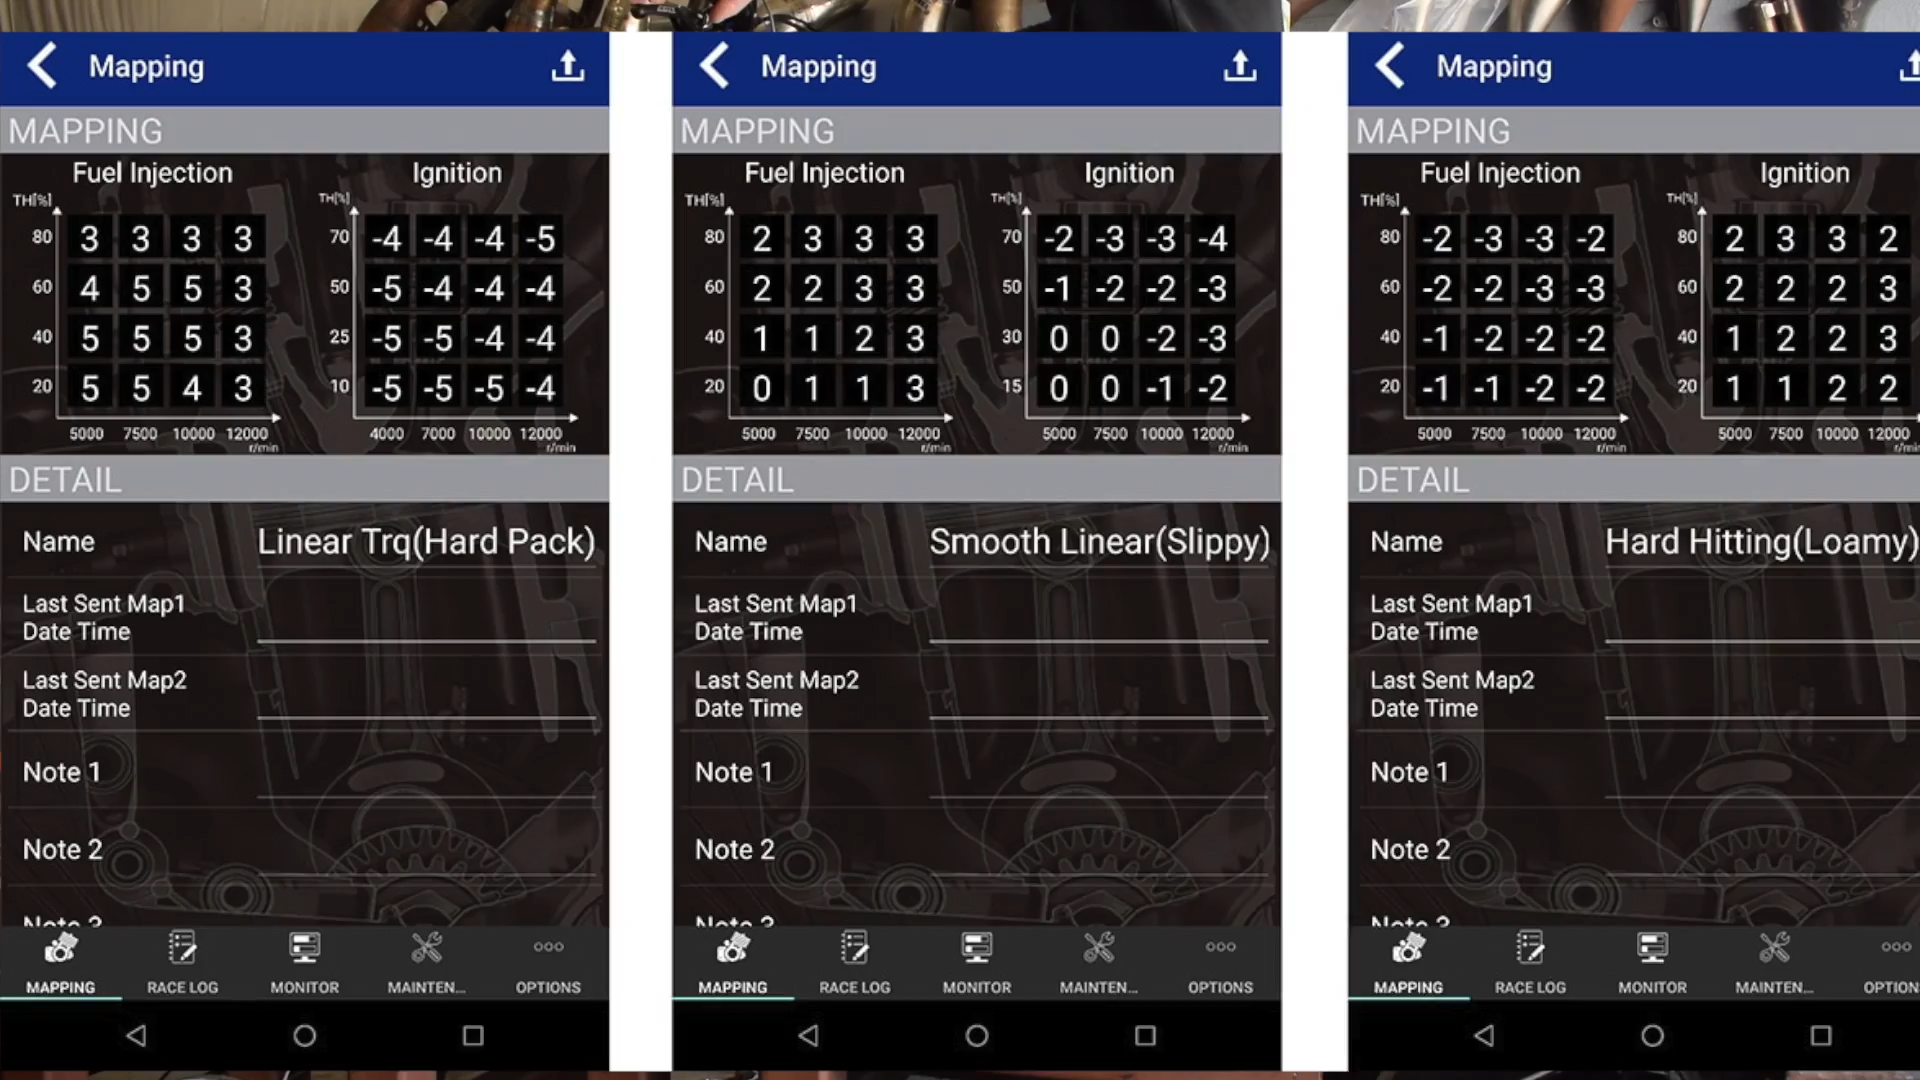 Mapping
MAPPING
Fuel Injection Ignition
TH[%] TH[%]
80 3 3 3 3 70 -4 -4 -4 -5
60 4 5 5 3 50 -5 -4 -4 -4
40 5 5 5 3 25 -5 -5 -4 -4
20 5 5 4 3 10 -5 -5 -5 -4
5000 7500 10000 12000 4000 7000 10000 12000
r/min r/min
DETAIL
Name Linear Trq(Hard Pack)
Last Sent Map1
Date Time
Last Sent Map2
Date Time
Note 1
Note 2
Note 3
MAPPING RACE LOG MONITOR MAINTEN... OPTIONS
Mapping
MAPPING
Fuel Injection Ignition
TH[%] TH[%]
80 2 3 3 3 70 -2 -3 -3 -4
60 2 2 3 3 50 -1 -2 -2 -3
40 1 1 2 3 30 0 0 -2 -3
20 0 1 1 3 15 0 0 -1 -2
5000 7500 10000 12000 5000 7500 10000 12000
r/min r/min
DETAIL
Name Smooth Linear(Slippy)
Last Sent Map1
Date Time
Last Sent Map2
Date Time
Note 1
Note 2
Note 3
MAPPING RACE LOG MONITOR MAINTEN... OPTIONS
Mapping
MAPPING
Fuel Injection Ignition
TH[%] TH[%]
80 -2 -3 -3 -2 80 2 3 3 2
60 -2 -2 -3 -3 60 2 2 2 3
40 -1 -2 -2 -2 40 1 2 2 3
20 -1 -1 -2 -2 20 1 1 2 2
5000 7500 10000 12000 5000 7500 10000 12000
r/min r/min
DETAIL
Name Hard Hitting(Loamy)
Last Sent Map1
Date Time
Last Sent Map2
Date Time
Note 1
Note 2
Note 3
MAPPING RACE LOG MONITOR MAINTEN... OPTION